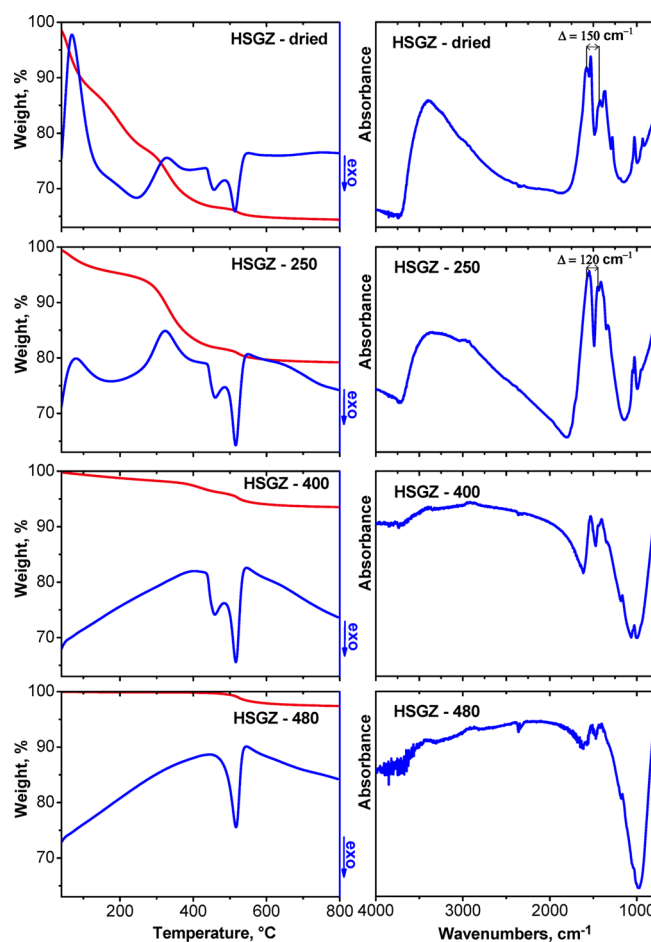 HSGZ - dried
Weight, %
100
90
80
70
exo
HSGZ - dried
Δ = 150 cm⁻¹
Absorbance
HSGZ - 250
Weight, %
100
90
80
70
exo
HSGZ - 250
Δ = 120 cm⁻¹
Absorbance
HSGZ - 400
Weight, %
100
90
80
70
exo
HSGZ - 400
Absorbance
HSGZ - 480
Weight, %
100
90
80
70
exo
200 400 600 800
Temperature, °C
HSGZ - 480
Absorbance
4000 3000 2000 1000
Wavenumbers, cm⁻¹